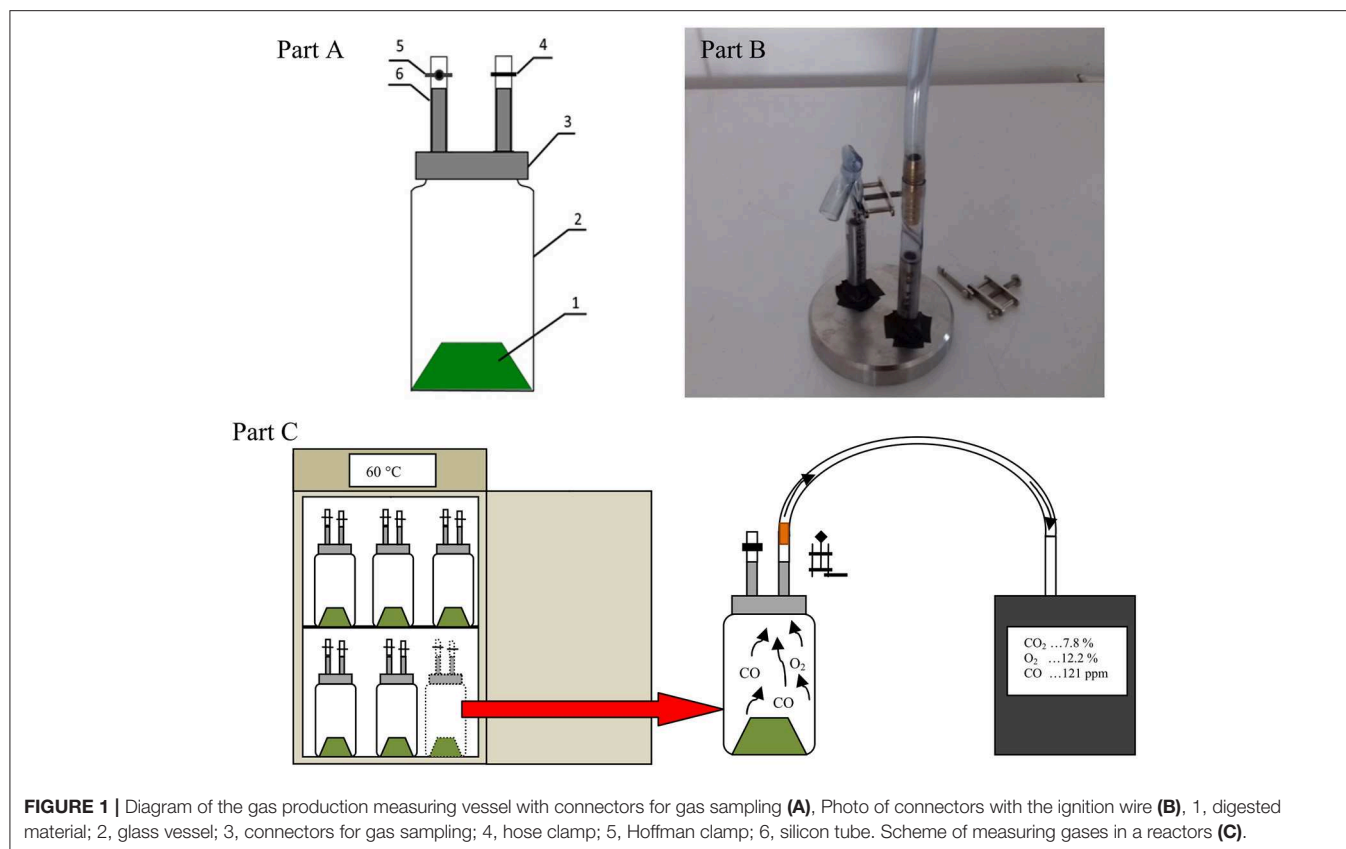 Part A
5
4
6
3
2
1
Part B
Part C
60 °C
CO
O₂
CO
CO₂ ...7.8 %
O₂ ...12.2 %
CO ...121 ppm
FIGURE 1 | Diagram of the gas production measuring vessel with connectors for gas sampling (A), Photo of connectors with the ignition wire (B), 1, digested
material; 2, glass vessel; 3, connectors for gas sampling; 4, hose clamp; 5, Hoffman clamp; 6, silicon tube. Scheme of measuring gases in a reactors (C).